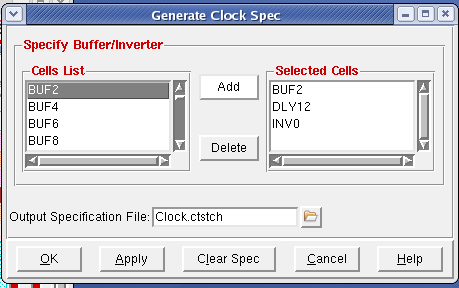 Generate Clock Spec
Specify Buffer/Inverter
Cells List
BUF2
BUF4
BUF6
BUF8
Add
Delete
Selected Cells
BUF2
DLY12
INV0
Output Specification File: Clock.ctstch
OK Apply Clear Spec Cancel Help